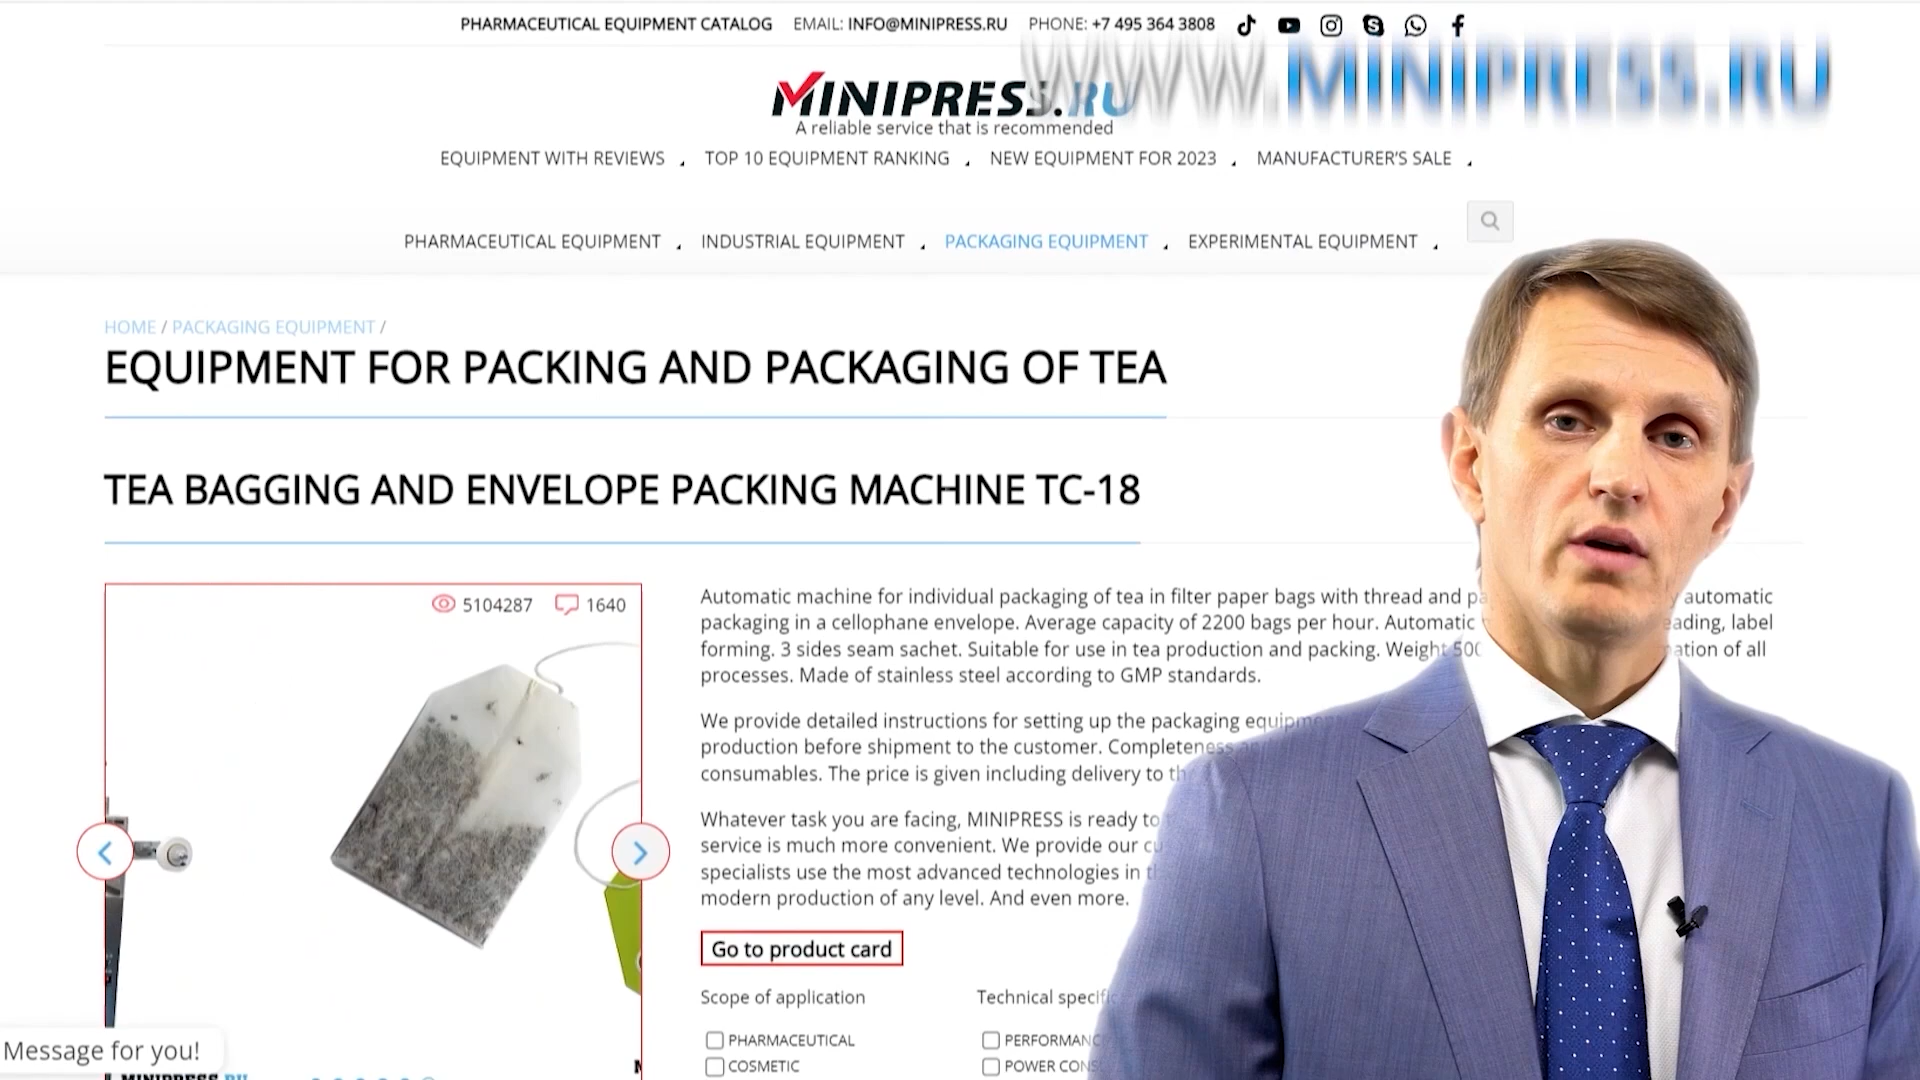 PHARMACEUTICAL EQUIPMENT CATALOG EMAIL: INFO@MINIPRESS.RU PHONE: +7 495 364 3808
WWW.MINIPRESS.RU
MINIPRESS.RU
A reliable service that is recommended
EQUIPMENT WITH REVIEWS TOP 10 EQUIPMENT RANKING NEW EQUIPMENT FOR 2023 MANUFACTURER'S SALE
PHARMACEUTICAL EQUIPMENT INDUSTRIAL EQUIPMENT PACKAGING EQUIPMENT EXPERIMENTAL EQUIPMENT
HOME / PACKAGING EQUIPMENT /
EQUIPMENT FOR PACKING AND PACKAGING OF TEA
TEA BAGGING AND ENVELOPE PACKING MACHINE TC-18
5104287 1640
Automatic machine for individual packaging of tea in filter paper bags with thread and automatic
packaging in a cellophane envelope. Average capacity of 2200 bags per hour. Automatic label
forming. 3 sides seam sachet. Suitable for use in tea production and packing. Weight 500 of all
processes. Made of stainless steel according to GMP standards.
We provide detailed instructions for setting up the packaging
production before shipment to the customer. Completeness
consumables. The price is given including delivery to
Whatever task you are facing, MINIPRESS is ready to
service is much more convenient. We provide our
specialists use the most advanced technologies in
modern production of any level. And even more.
Go to product card
Scope of application Technical
PHARMACEUTICAL
COSMETIC
POWER
Message for you!
MINIPRESS.RU